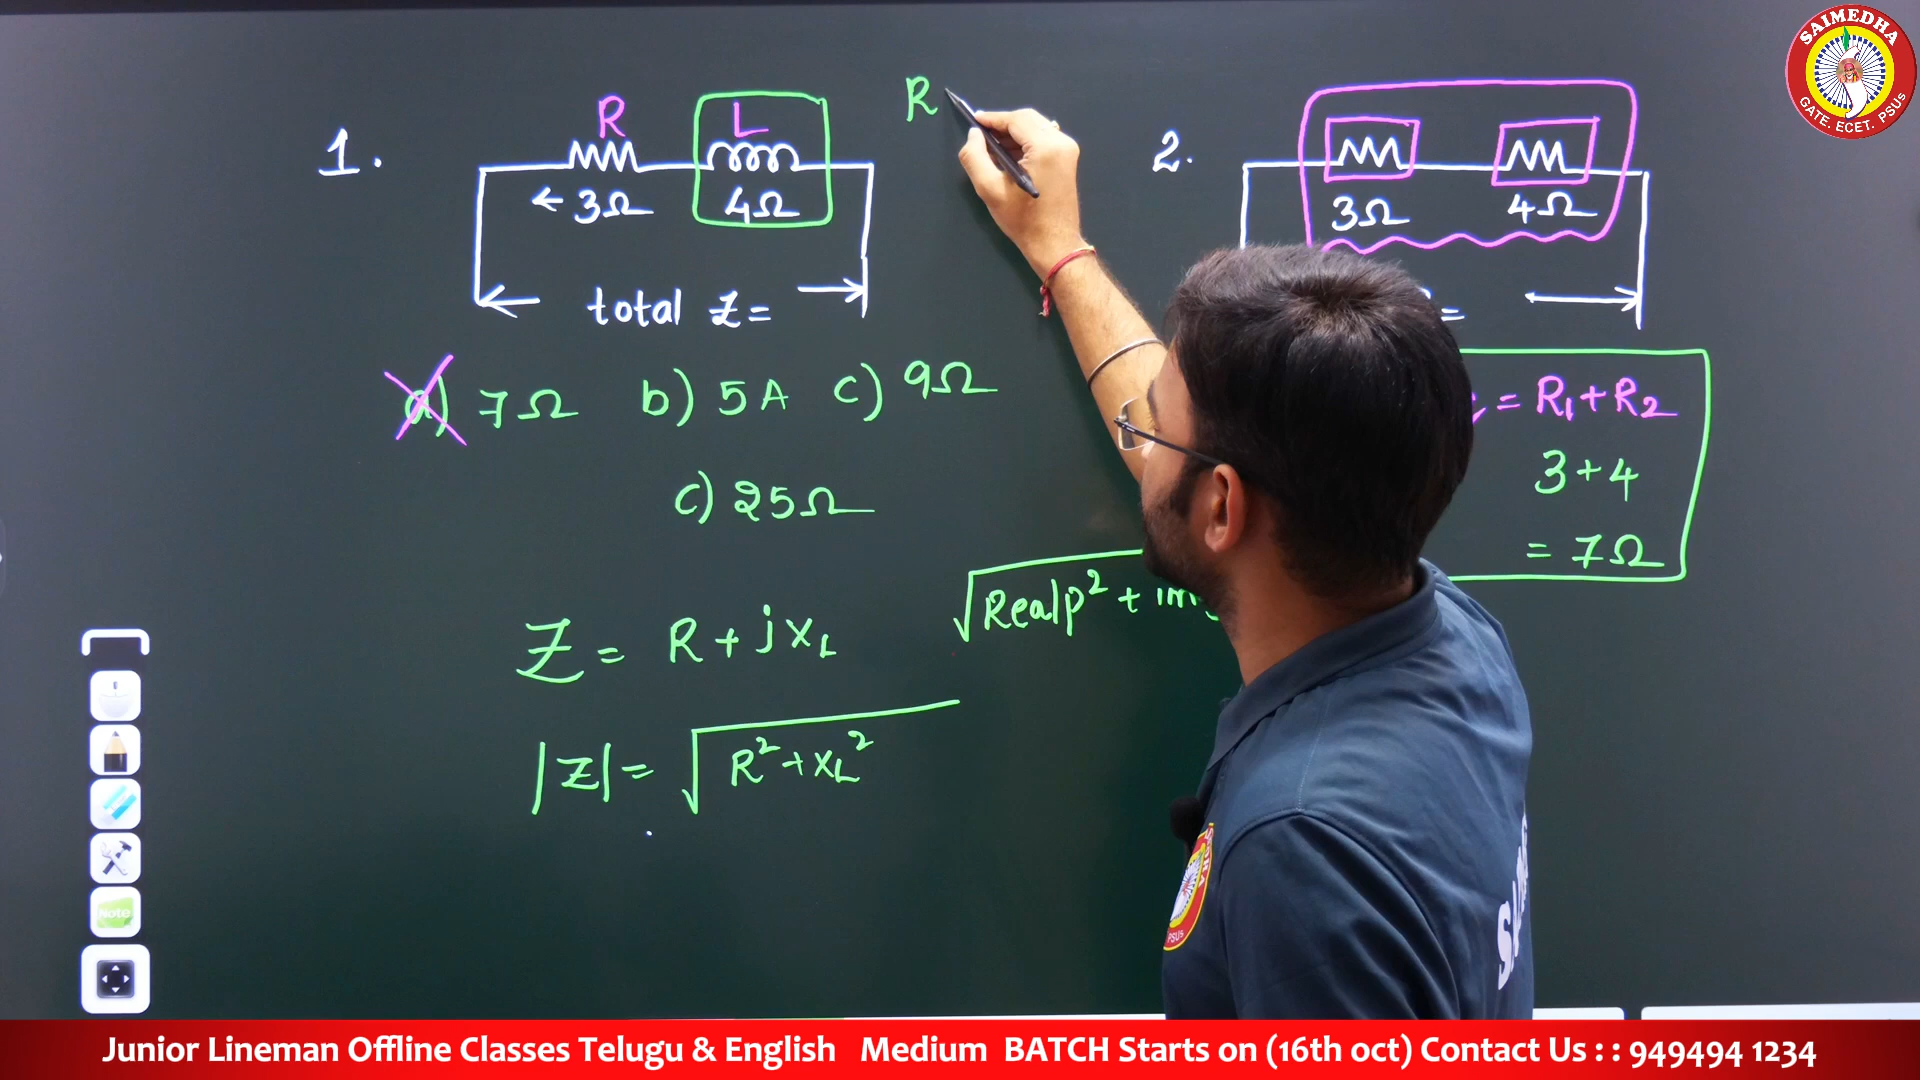 SAIMEDHA
GATE. ECET. PSUs
1.
R
L
3Ω
4Ω
total Z =
R
2.
3Ω
4Ω
=
a) 7Ω b) 5A c) 9Ω
c) 25Ω
= R₁ + R₂
3 + 4
= 7Ω
Z = R + jxL
√Realp² +
|Z| = √R² + xL²
Note
PSUs
Junior Lineman Offline Classes Telugu & English Medium BATCH Starts on (16th oct) Contact Us : : 949494 1234